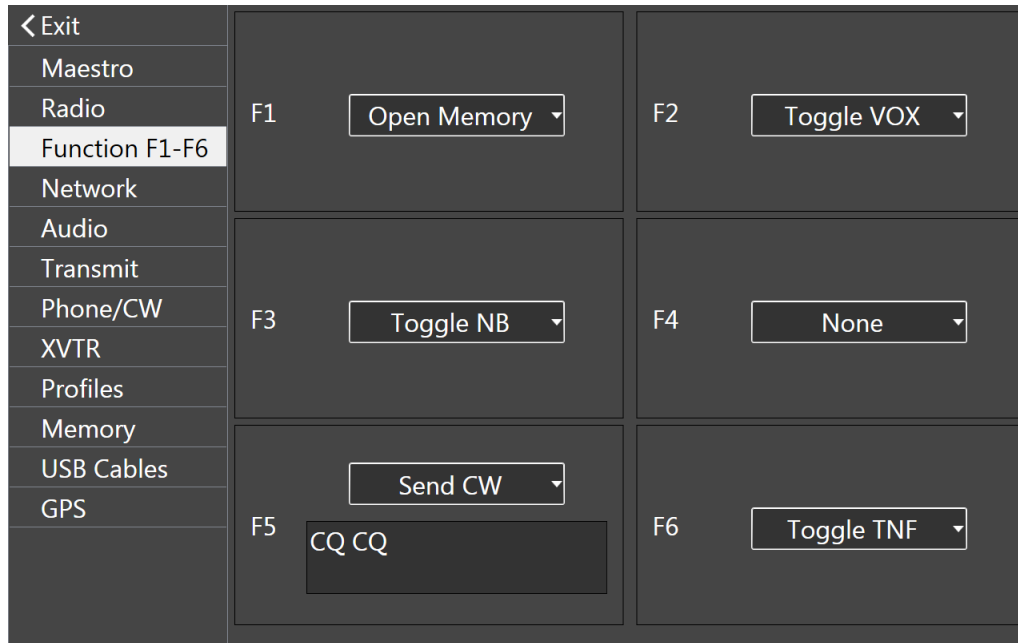 Exit
Maestro
Radio
Function F1-F6
Network
Audio
Transmit
Phone/CW
XVTR
Profiles
Memory
USB Cables
GPS
F1 Open Memory
F2 Toggle VOX
F3 Toggle NB
F4 None
F5 Send CW
CQ CQ
F6 Toggle TNF